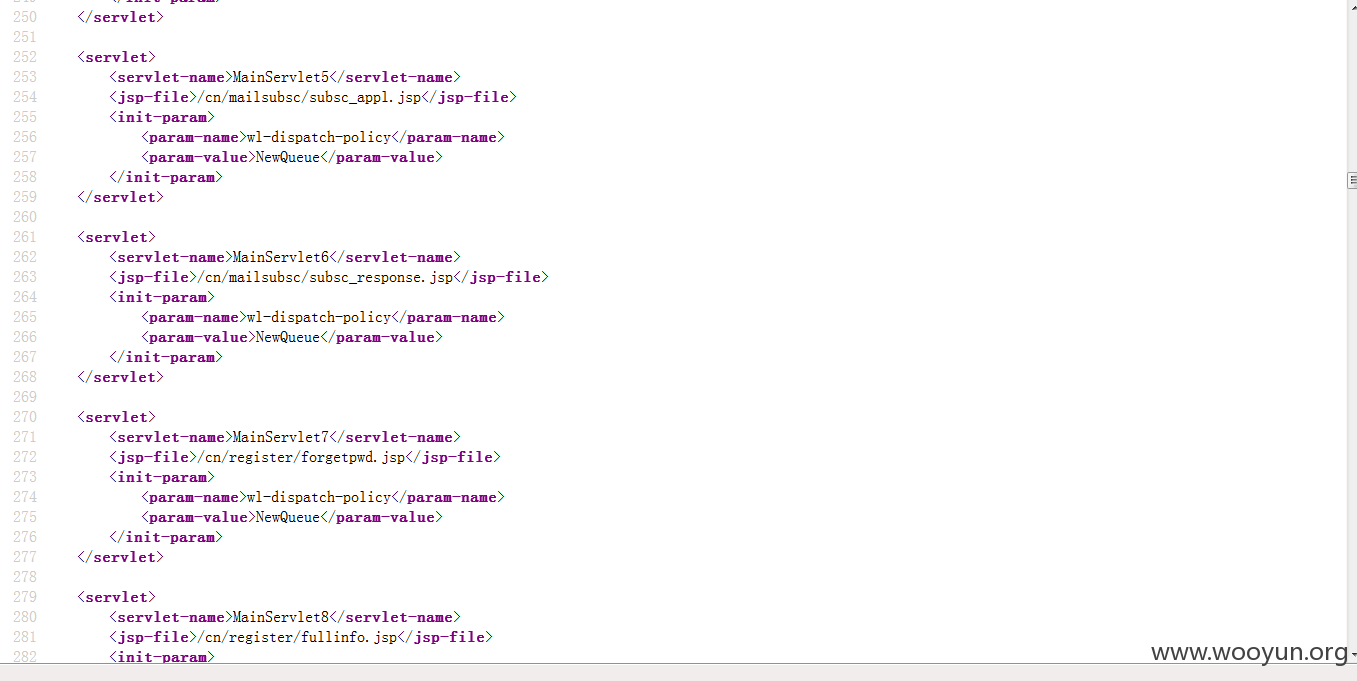 250 </servlet>
251
252 <servlet>
253 <servlet-name>MainServlet5</servlet-name>
254 <jsp-file>/cn/mailsubsc/subsc_appl.jsp</jsp-file>
255 <init-param>
256 <param-name>wl-dispatch-policy</param-name>
257 <param-value>NewQueue</param-value>
258 </init-param>
259 </servlet>
260
261 <servlet>
262 <servlet-name>MainServlet6</servlet-name>
263 <jsp-file>/cn/mailsubsc/subsc_response.jsp</jsp-file>
264 <init-param>
265 <param-name>wl-dispatch-policy</param-name>
266 <param-value>NewQueue</param-value>
267 </init-param>
268 </servlet>
269
270 <servlet>
271 <servlet-name>MainServlet7</servlet-name>
272 <jsp-file>/cn/register/forgetpwd.jsp</jsp-file>
273 <init-param>
274 <param-name>wl-dispatch-policy</param-name>
275 <param-value>NewQueue</param-value>
276 </init-param>
277 </servlet>
278
279 <servlet>
280 <servlet-name>MainServlet8</servlet-name>
281 <jsp-file>/cn/register/fullinfo.jsp</jsp-file>
282 <init-param>
www.wooyun.org